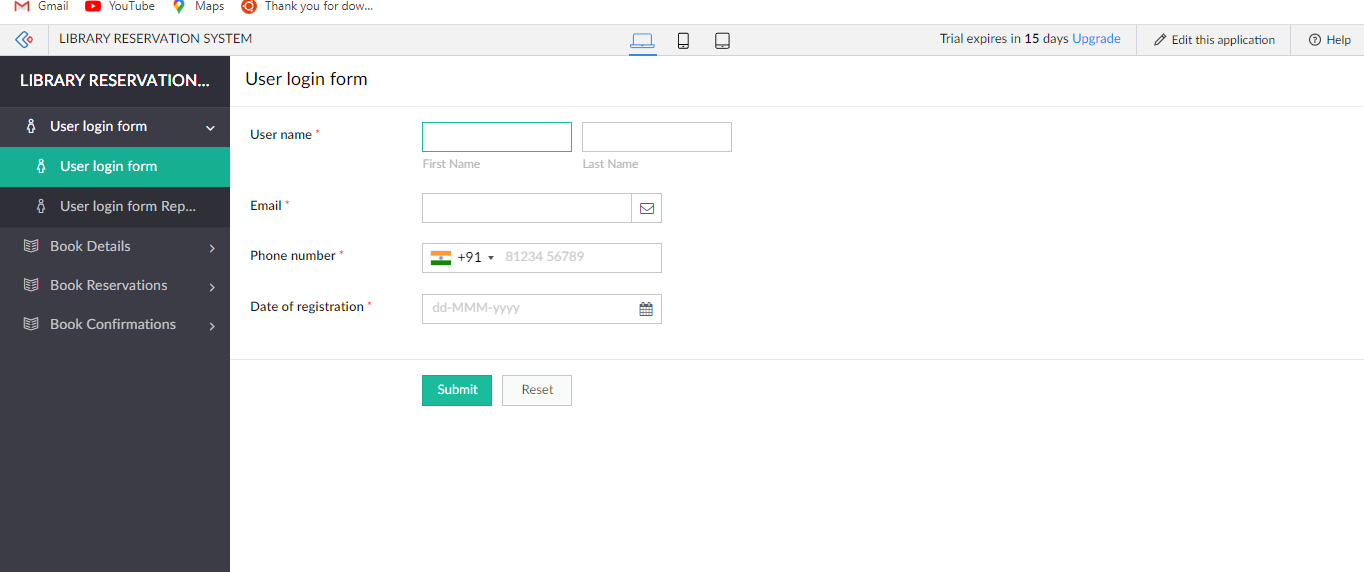 Gmail YouTube Maps Thank you for dow...
LIBRARY RESERVATION SYSTEM Trial expires in 15 days Upgrade Edit this application Help
LIBRARY RESERVATION...
User login form
User login form
User login form Rep...
Book Details
Book Reservations
Book Confirmations
User login form
User name *
First Name Last Name
Email *
Phone number * +91 81234 56789
Date of registration * dd-MMM-yyyy
Submit Reset